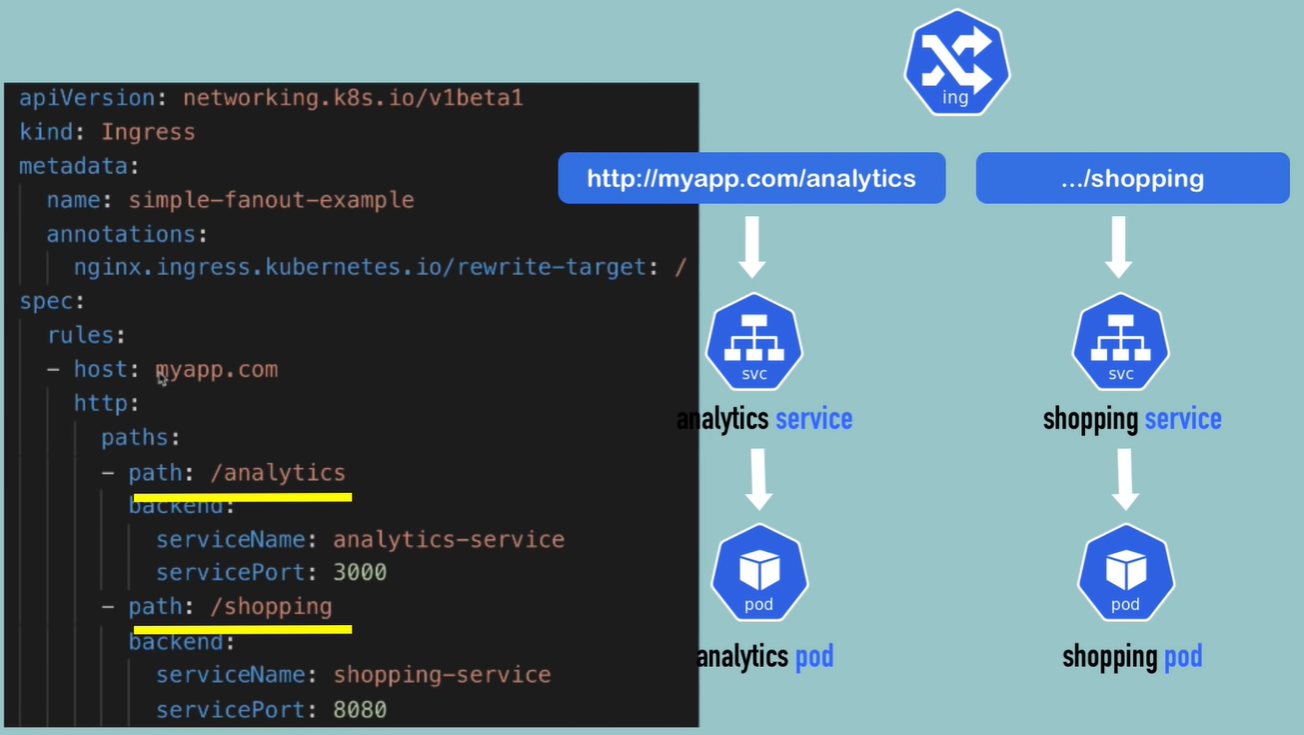 apiVersion: networking.k8s.io/v1beta1
kind: Ingress
metadata:
  name: simple-fanout-example
  annotations:
    nginx.ingress.kubernetes.io/rewrite-target: /
spec:
  rules:
  - host: myapp.com
    http:
      paths:
      - path: /analytics
        backend:
          serviceName: analytics-service
          servicePort: 3000
      - path: /shopping
        backend:
          serviceName: shopping-service
          servicePort: 8080
ing
http://myapp.com/analytics
.../shopping
svc
analytics service
svc
shopping service
pod
analytics pod
pod
shopping pod